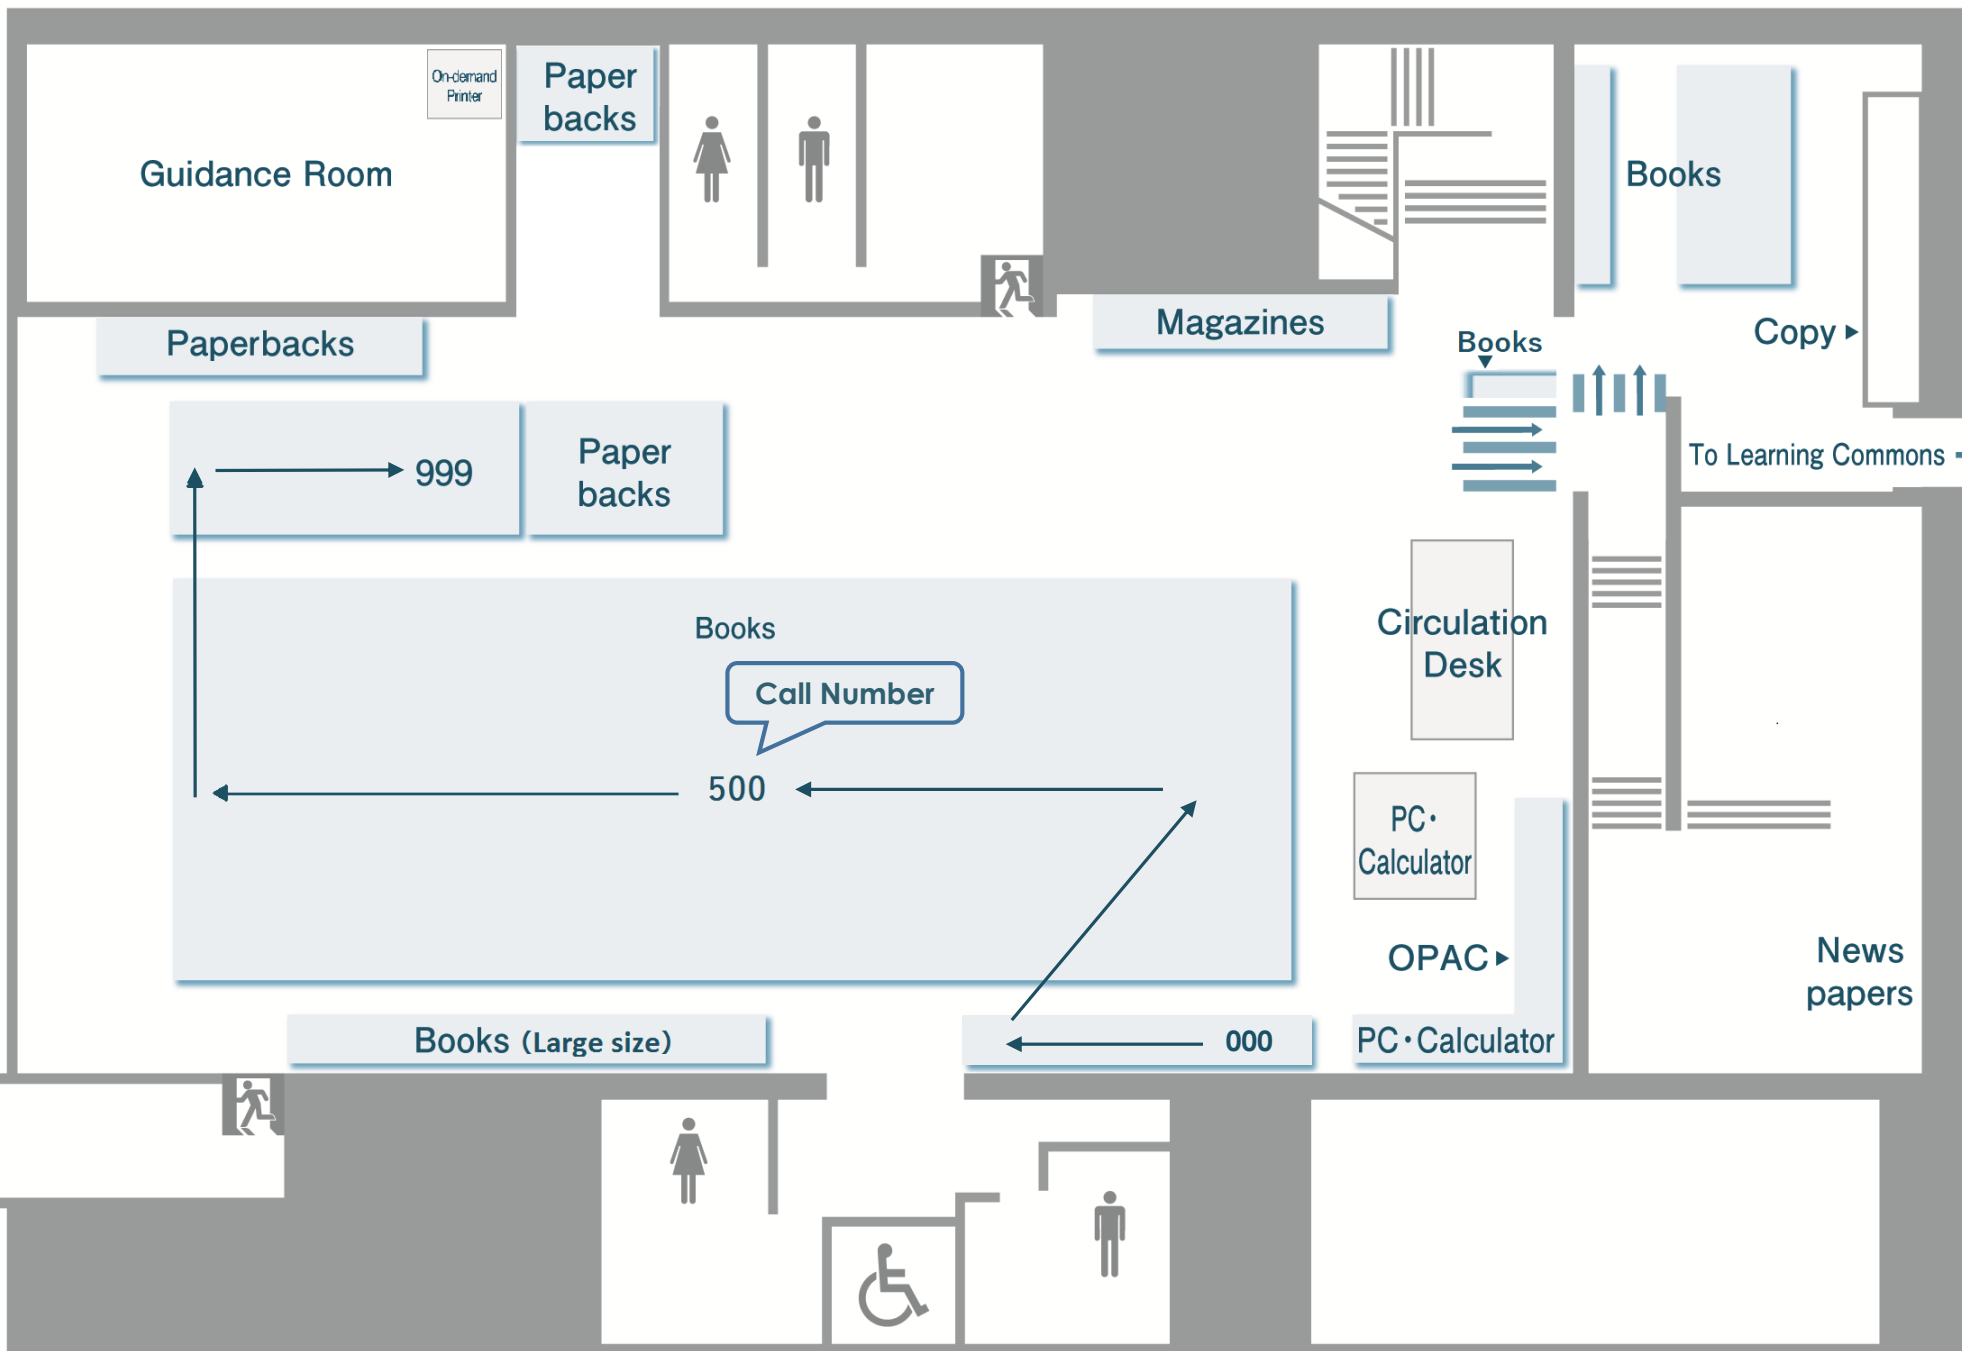 On-demand
Printer
Paper
backs
Guidance Room
Books
Paperbacks
Magazines
Books
Copy
Paper
backs
999
To Learning Commons
Books
Call Number
500
Circulation
Desk
PC・
Calculator
OPAC
News
papers
Books (Large size)
000
PC・Calculator